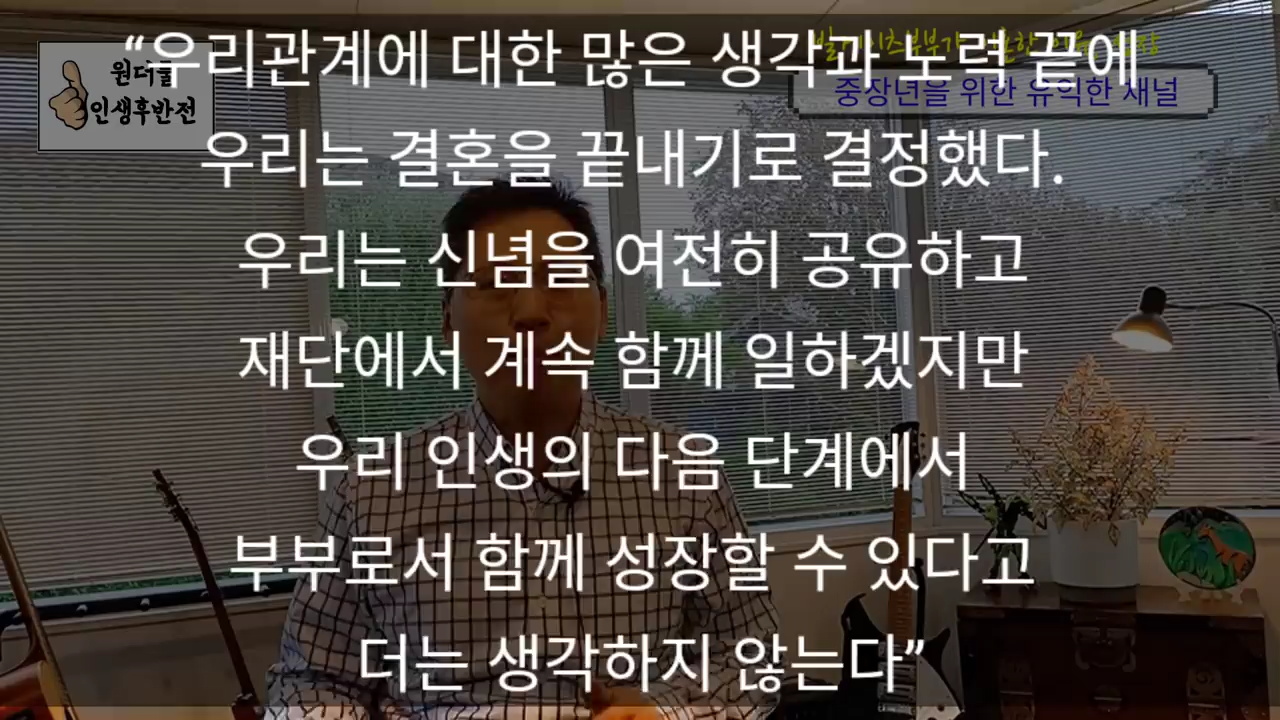 “우리관계에 대한 많은 생각과 노력 끝에
우리는 결혼을 끝내기로 결정했다.
우리는 신념을 여전히 공유하고
재단에서 계속 함께 일하겠지만
우리 인생의 다음 단계에서
부부로서 함께 성장할 수 있다고
더는 생각하지 않는다”
원더풀
인생후반전
중장년을 위한 유익한 채널